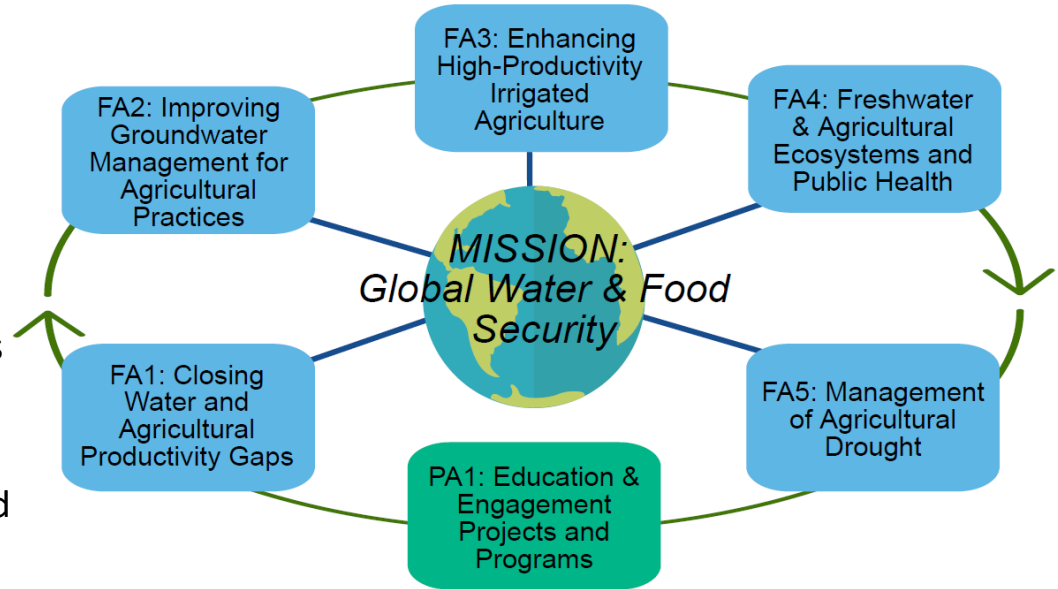 FA3: Enhancing
High-Productivity
Irrigated
Agriculture
FA2: Improving
Groundwater
Management for
Agricultural
Practices
FA4: Freshwater
& Agricultural
Ecosystems and
Public Health
MISSION:
Global Water & Food
Security
s
FA1: Closing
Water and
Agricultural
Productivity Gaps
FA5: Management
of Agricultural
Drought
d
PA1: Education &
Engagement
Projects and
Programs